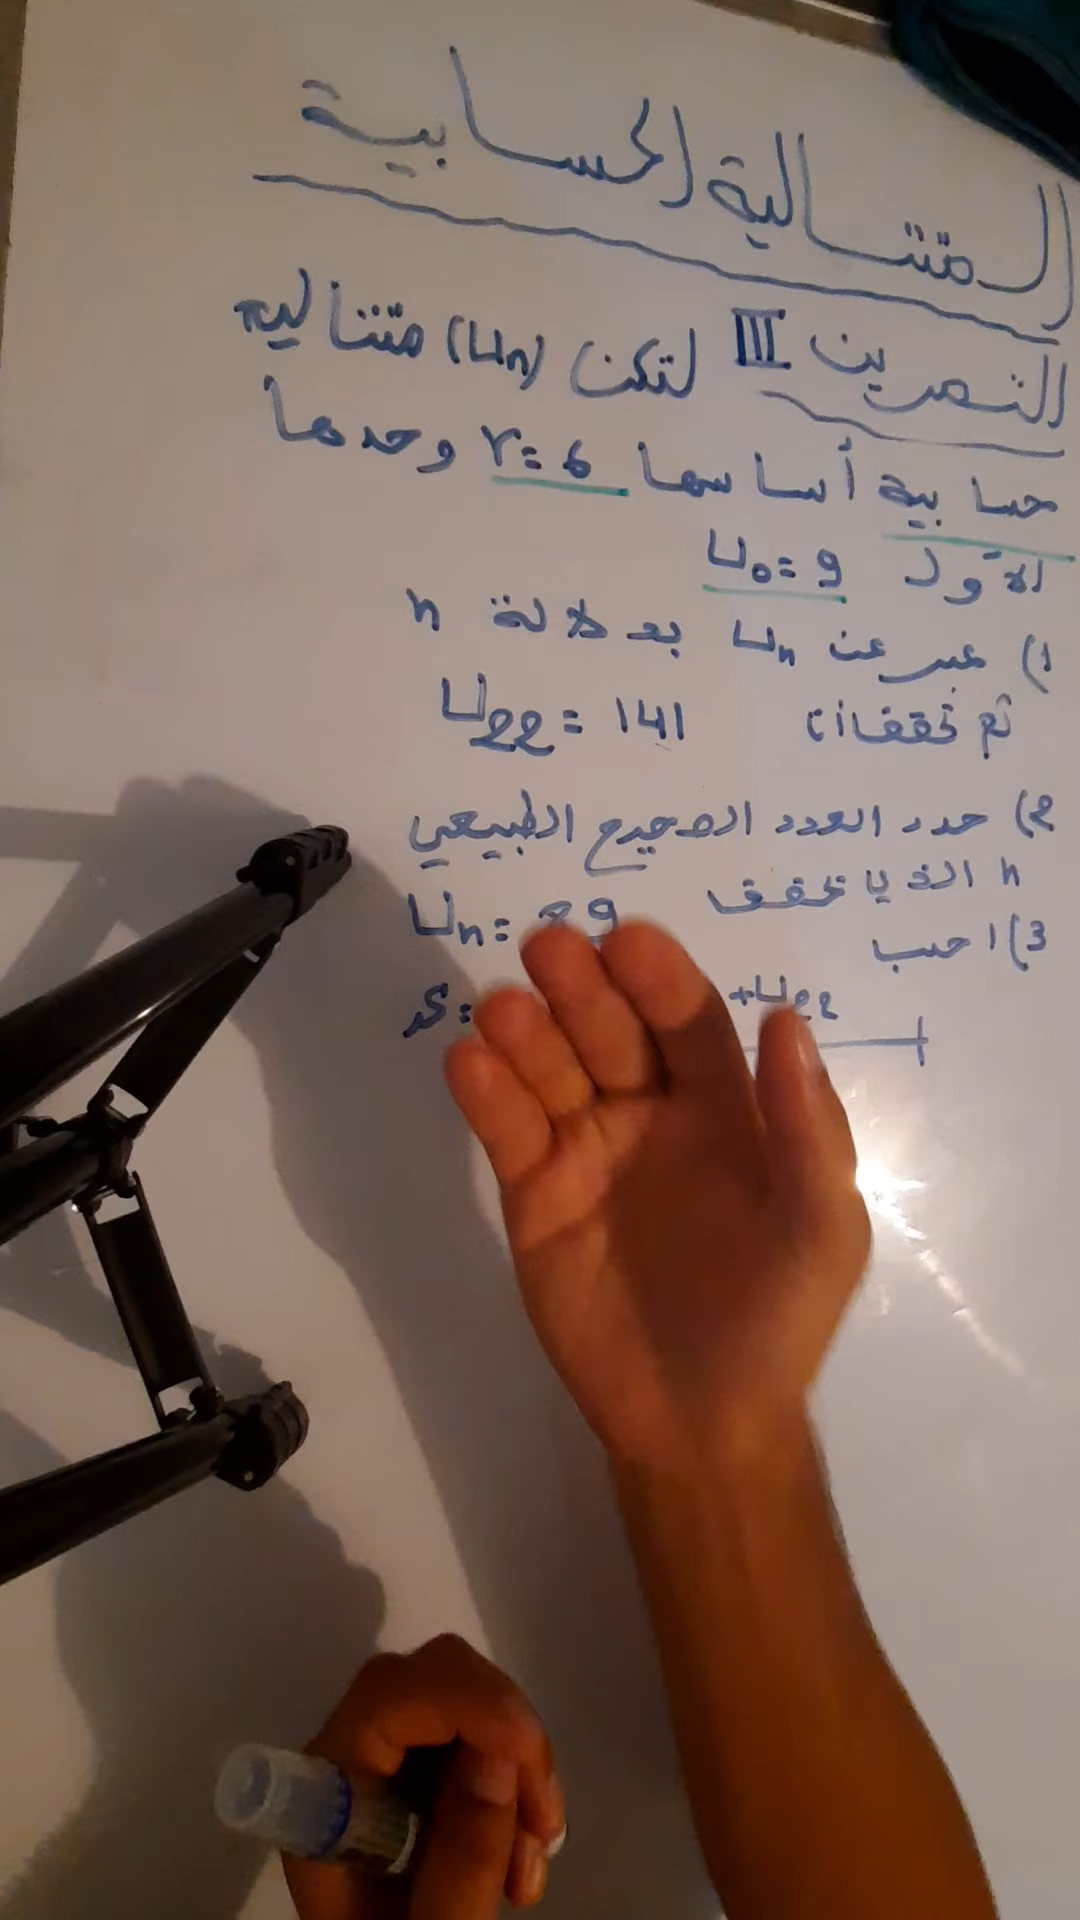 المتتالية الحسابية
التمرين III لتكن (Un) متتالية
حسابية أساسها r=6 وحدها
الأول U0=9
1) عبر عن Un بدلالة n
ثم تحقق أن U22=141
2) حدد العدد الصحيح الطبيعي
n الذي يحقق
Un=
3) احسب
S= +U22